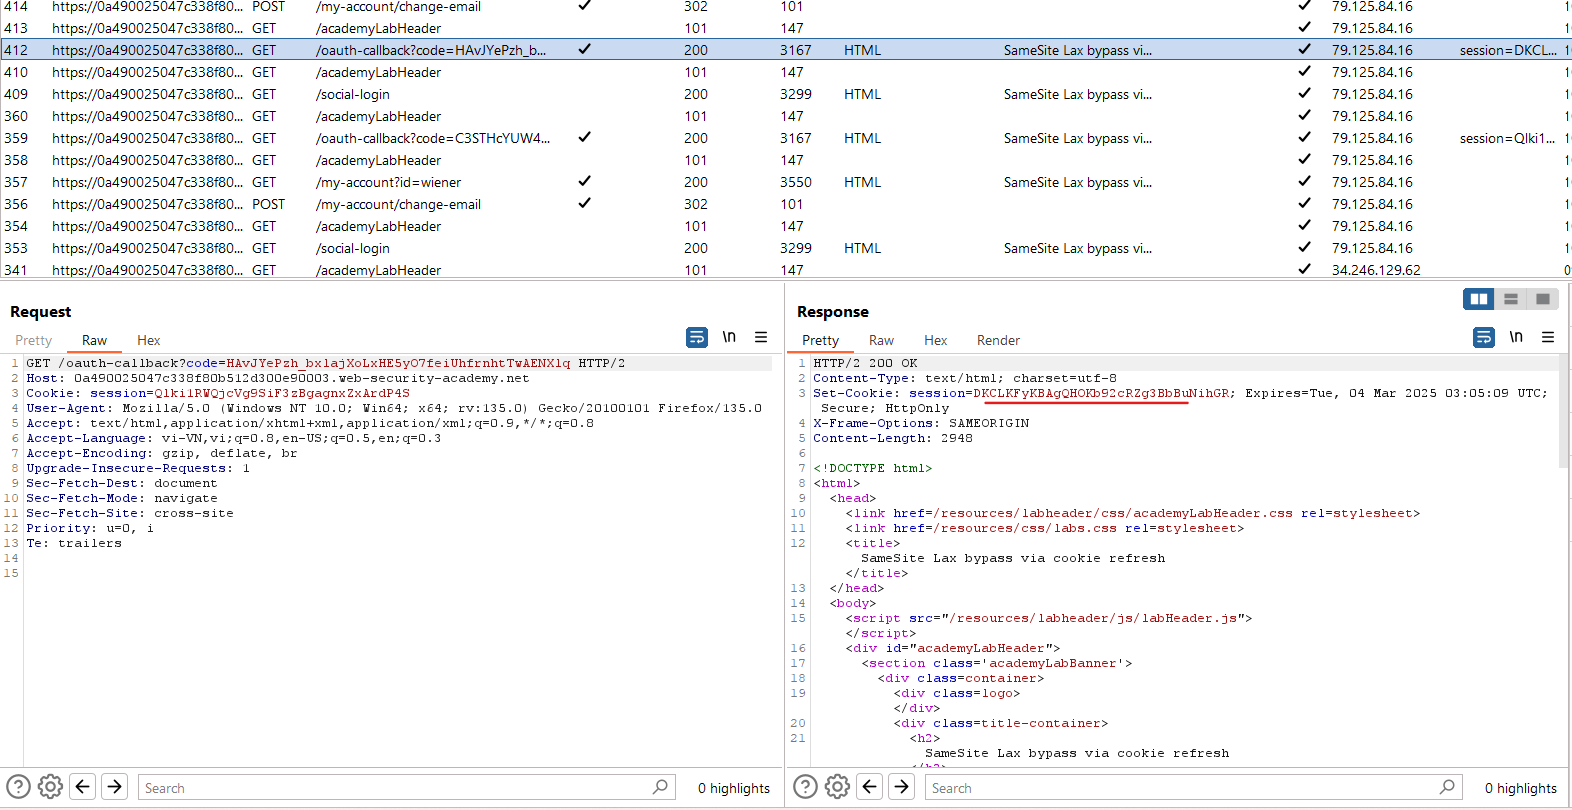 414 https://0a490025047c338f80... POST /my-account/change-email ✓ 302 101 ✓ 79.125.84.16
413 https://0a490025047c338f80... GET /academyLabHeader 101 147 ✓ 79.125.84.16
412 https://0a490025047c338f80... GET /oauth-callback?code=HAvJYePzh_b... ✓ 200 3167 HTML SameSite Lax bypass vi... ✓ 79.125.84.16 session=DKCL...
410 https://0a490025047c338f80... GET /academyLabHeader 101 147 ✓ 79.125.84.16
409 https://0a490025047c338f80... GET /social-login 200 3299 HTML SameSite Lax bypass vi... ✓ 79.125.84.16
360 https://0a490025047c338f80... GET /academyLabHeader 101 147 ✓ 79.125.84.16
359 https://0a490025047c338f80... GET /oauth-callback?code=C3STHcYUW4... ✓ 200 3167 HTML SameSite Lax bypass vi... ✓ 79.125.84.16 session=Qlki1...
358 https://0a490025047c338f80... GET /academyLabHeader 101 147 ✓ 79.125.84.16
357 https://0a490025047c338f80... GET /my-account?id=wiener ✓ 200 3550 HTML SameSite Lax bypass vi... ✓ 79.125.84.16
356 https://0a490025047c338f80... POST /my-account/change-email ✓ 302 101 ✓ 79.125.84.16
354 https://0a490025047c338f80... GET /academyLabHeader 101 147 ✓ 79.125.84.16
353 https://0a490025047c338f80... GET /social-login 200 3299 HTML SameSite Lax bypass vi... ✓ 79.125.84.16
341 https://0a490025047c338f80... GET /academyLabHeader 101 147 ✓ 34.246.129.62
Request
Pretty Raw Hex \n
1 GET /oauth-callback?code=HAvJYePzh_bxlajXoLxHE5yO7feiUhfrnhtTwAENXlq HTTP/2
2 Host: 0a490025047c338f80b512d300e90003.web-security-academy.net
3 Cookie: session=QlkilRWQjcVg9SiF3zBgagnxZxArdP4S
4 User-Agent: Mozilla/5.0 (Windows NT 10.0; Win64; x64; rv:135.0) Gecko/20100101 Firefox/135.0
5 Accept: text/html,application/xhtml+xml,application/xml;q=0.9,*/*;q=0.8
6 Accept-Language: vi-VN,vi;q=0.8,en-US;q=0.5,en;q=0.3
7 Accept-Encoding: gzip, deflate, br
8 Upgrade-Insecure-Requests: 1
9 Sec-Fetch-Dest: document
10 Sec-Fetch-Mode: navigate
11 Sec-Fetch-Site: cross-site
12 Priority: u=0, i
13 Te: trailers
14
15
Search 0 highlights
Response
Pretty Raw Hex Render \n
1 HTTP/2 200 OK
2 Content-Type: text/html; charset=utf-8
3 Set-Cookie: session=DKCLKFyKBAgQHOKb92cRZg3BbBuNihGR; Expires=Tue, 04 Mar 2025 03:05:09 UTC;
Secure; HttpOnly
4 X-Frame-Options: SAMEORIGIN
5 Content-Length: 2948
6
7 <!DOCTYPE html>
8 <html>
9 <head>
10 <link href=/resources/labheader/css/academyLabHeader.css rel=stylesheet>
11 <link href=/resources/css/labs.css rel=stylesheet>
12 <title>
SameSite Lax bypass via cookie refresh
</title>
13 </head>
14 <body>
15 <script src="/resources/labheader/js/labHeader.js">
</script>
16 <div id="academyLabHeader">
17 <section class='academyLabBanner'>
18 <div class=container>
19 <div class=logo>
</div>
20 <div class=title-container>
21 <h2>
SameSite Lax bypass via cookie refresh
</h2>
Search 0 highlights